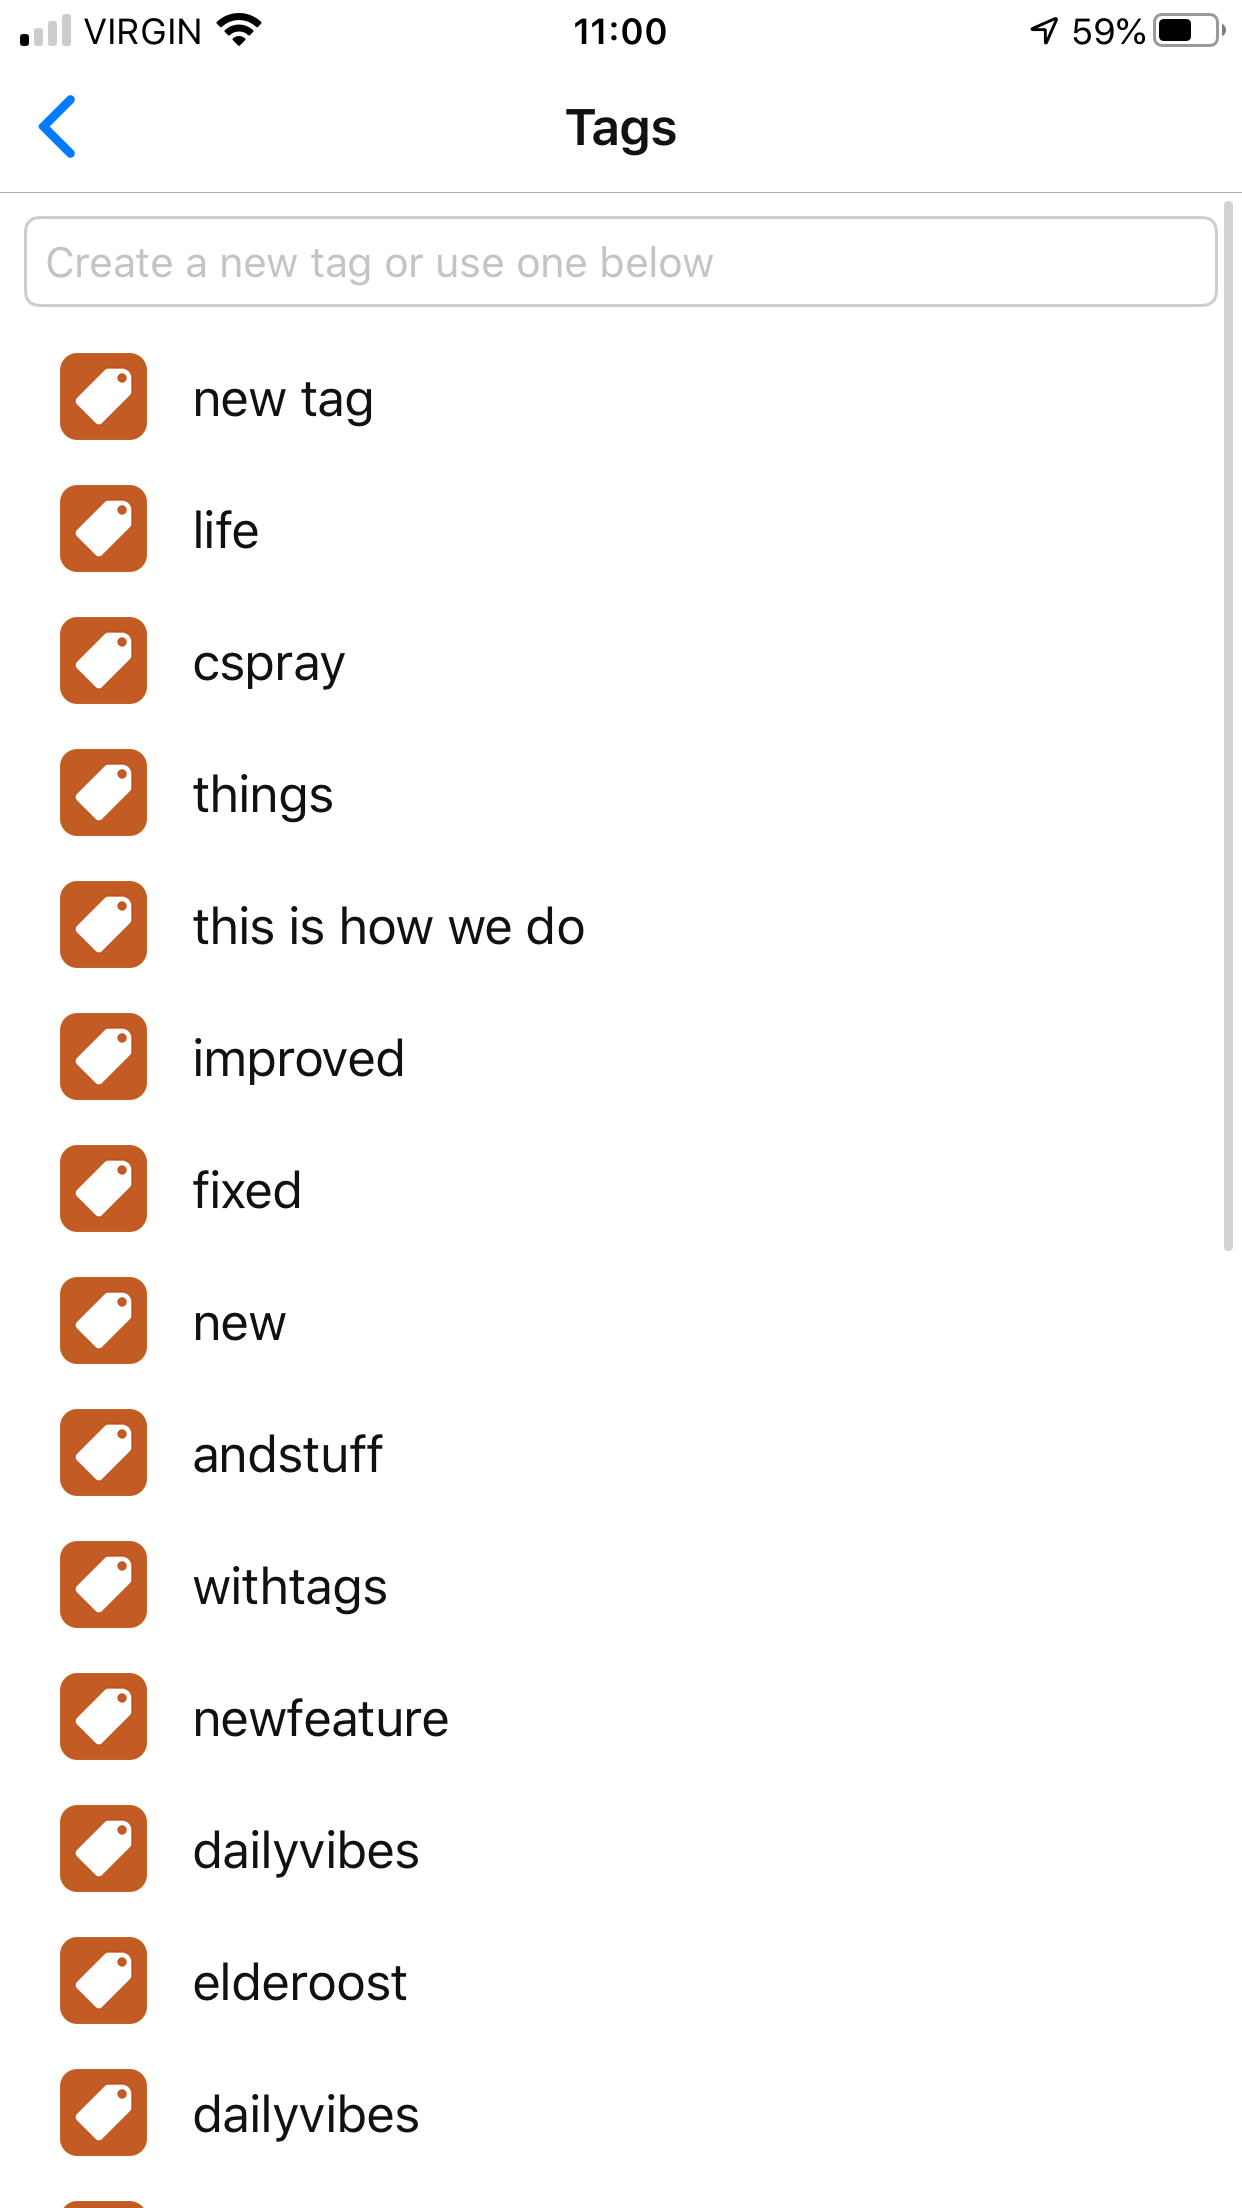 VIRGIN 11:00 59%
Tags
Create a new tag or use one below
new tag
life
cspray
things
this is how we do
improved
fixed
new
andstuff
withtags
newfeature
dailyvibes
elderoost
dailyvibes